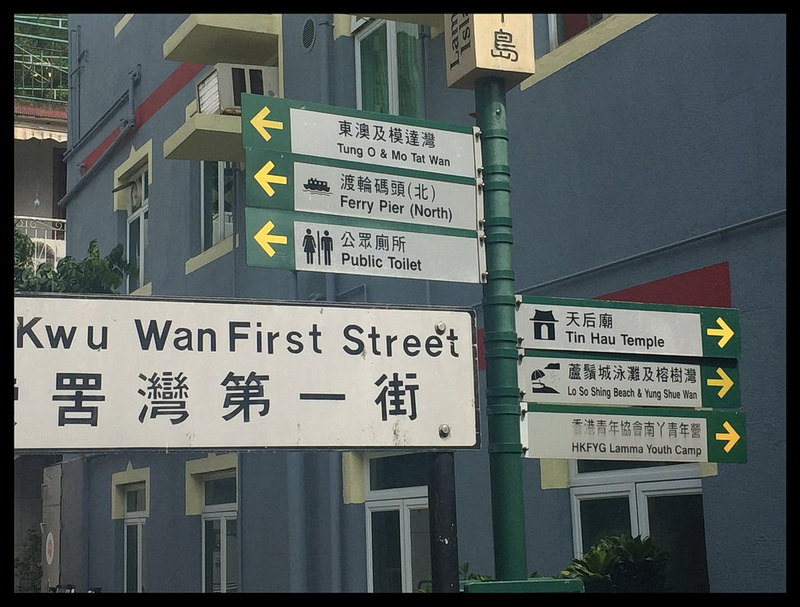 島
東澳及模達灣
Tung O & Mo Tat Wan
渡輪碼頭(北)
Ferry Pier (North)
公眾廁所
Public Toilet
Kwu Wan First Street
罟灣第一街
天后廟
Tin Hau Temple
蘆鬚城泳灘及榕樹灣
Lo So Shing Beach & Yung Shue Wan
香港青年協會南丫青年營
HKFYG Lamma Youth Camp